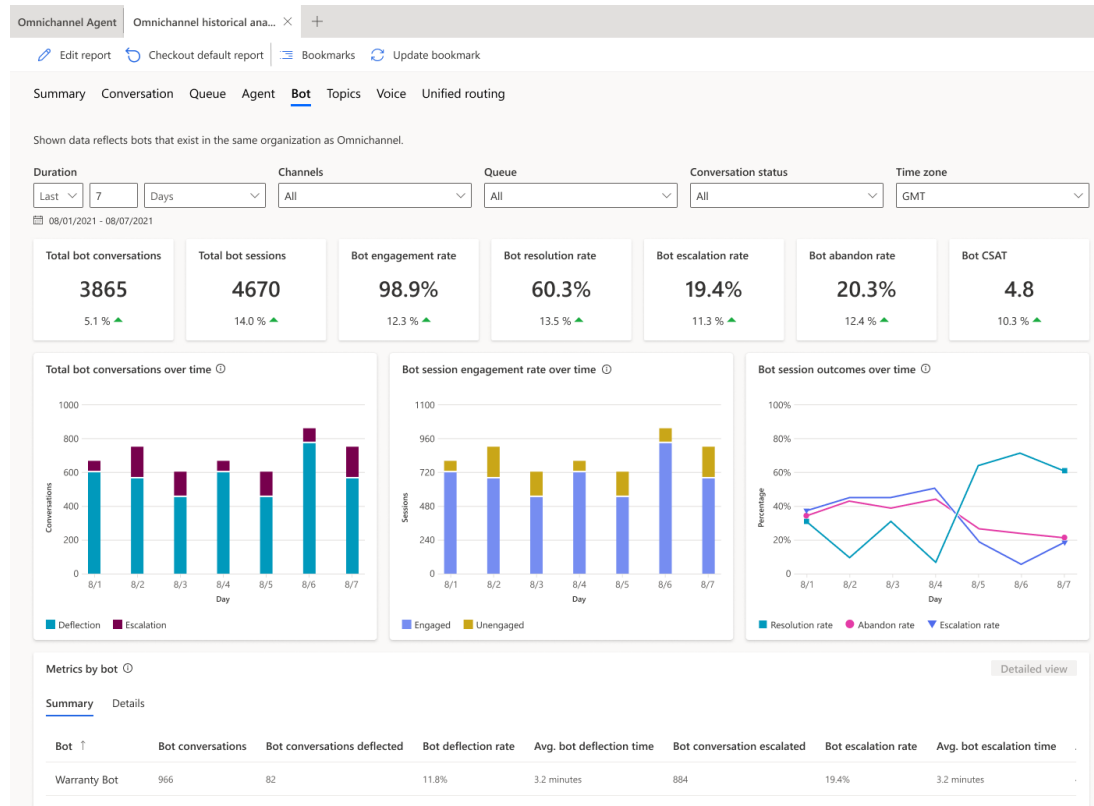 Omnichannel Agent
Omnichannel historical ana...
Edit report
Checkout default report
Bookmarks
Update bookmark
Summary Conversation Queue Agent Bot Topics Voice Unified routing
Shown data reflects bots that exist in the same organization as Omnichannel.
Duration Channels Queue Conversation status Time zone
Last 7 Days All All All GMT
08/01/2021 - 08/07/2021
Total bot conversations
3865
5.1 %
Total bot sessions
4670
14.0 %
Bot engagement rate
98.9%
12.3 %
Bot resolution rate
60.3%
13.5 %
Bot escalation rate
19.4%
11.3 %
Bot abandon rate
20.3%
12.4 %
Bot CSAT
4.8
10.3 %
Total bot conversations over time
1000
800
600
400
200
0
Conversations
8/1 8/2 8/3 8/4 8/5 8/6 8/7
Day
Deflection Escalation
Bot session engagement rate over time
1100
960
720
480
240
0
Sessions
8/1 8/2 8/3 8/4 8/5 8/6 8/7
Day
Engaged Unengaged
Bot session outcomes over time
100%
80%
60%
40%
20%
0
Percentage
8/1 8/2 8/3 8/4 8/5 8/6 8/7
Day
Resolution rate Abandon rate Escalation rate
Metrics by bot
Detailed view
Summary Details
Bot Bot conversations Bot conversations deflected Bot deflection rate Avg. bot deflection time Bot conversation escalated Bot escalation rate Avg. bot escalation time
Warranty Bot 966 82 11.8% 3.2 minutes 884 19.4% 3.2 minutes